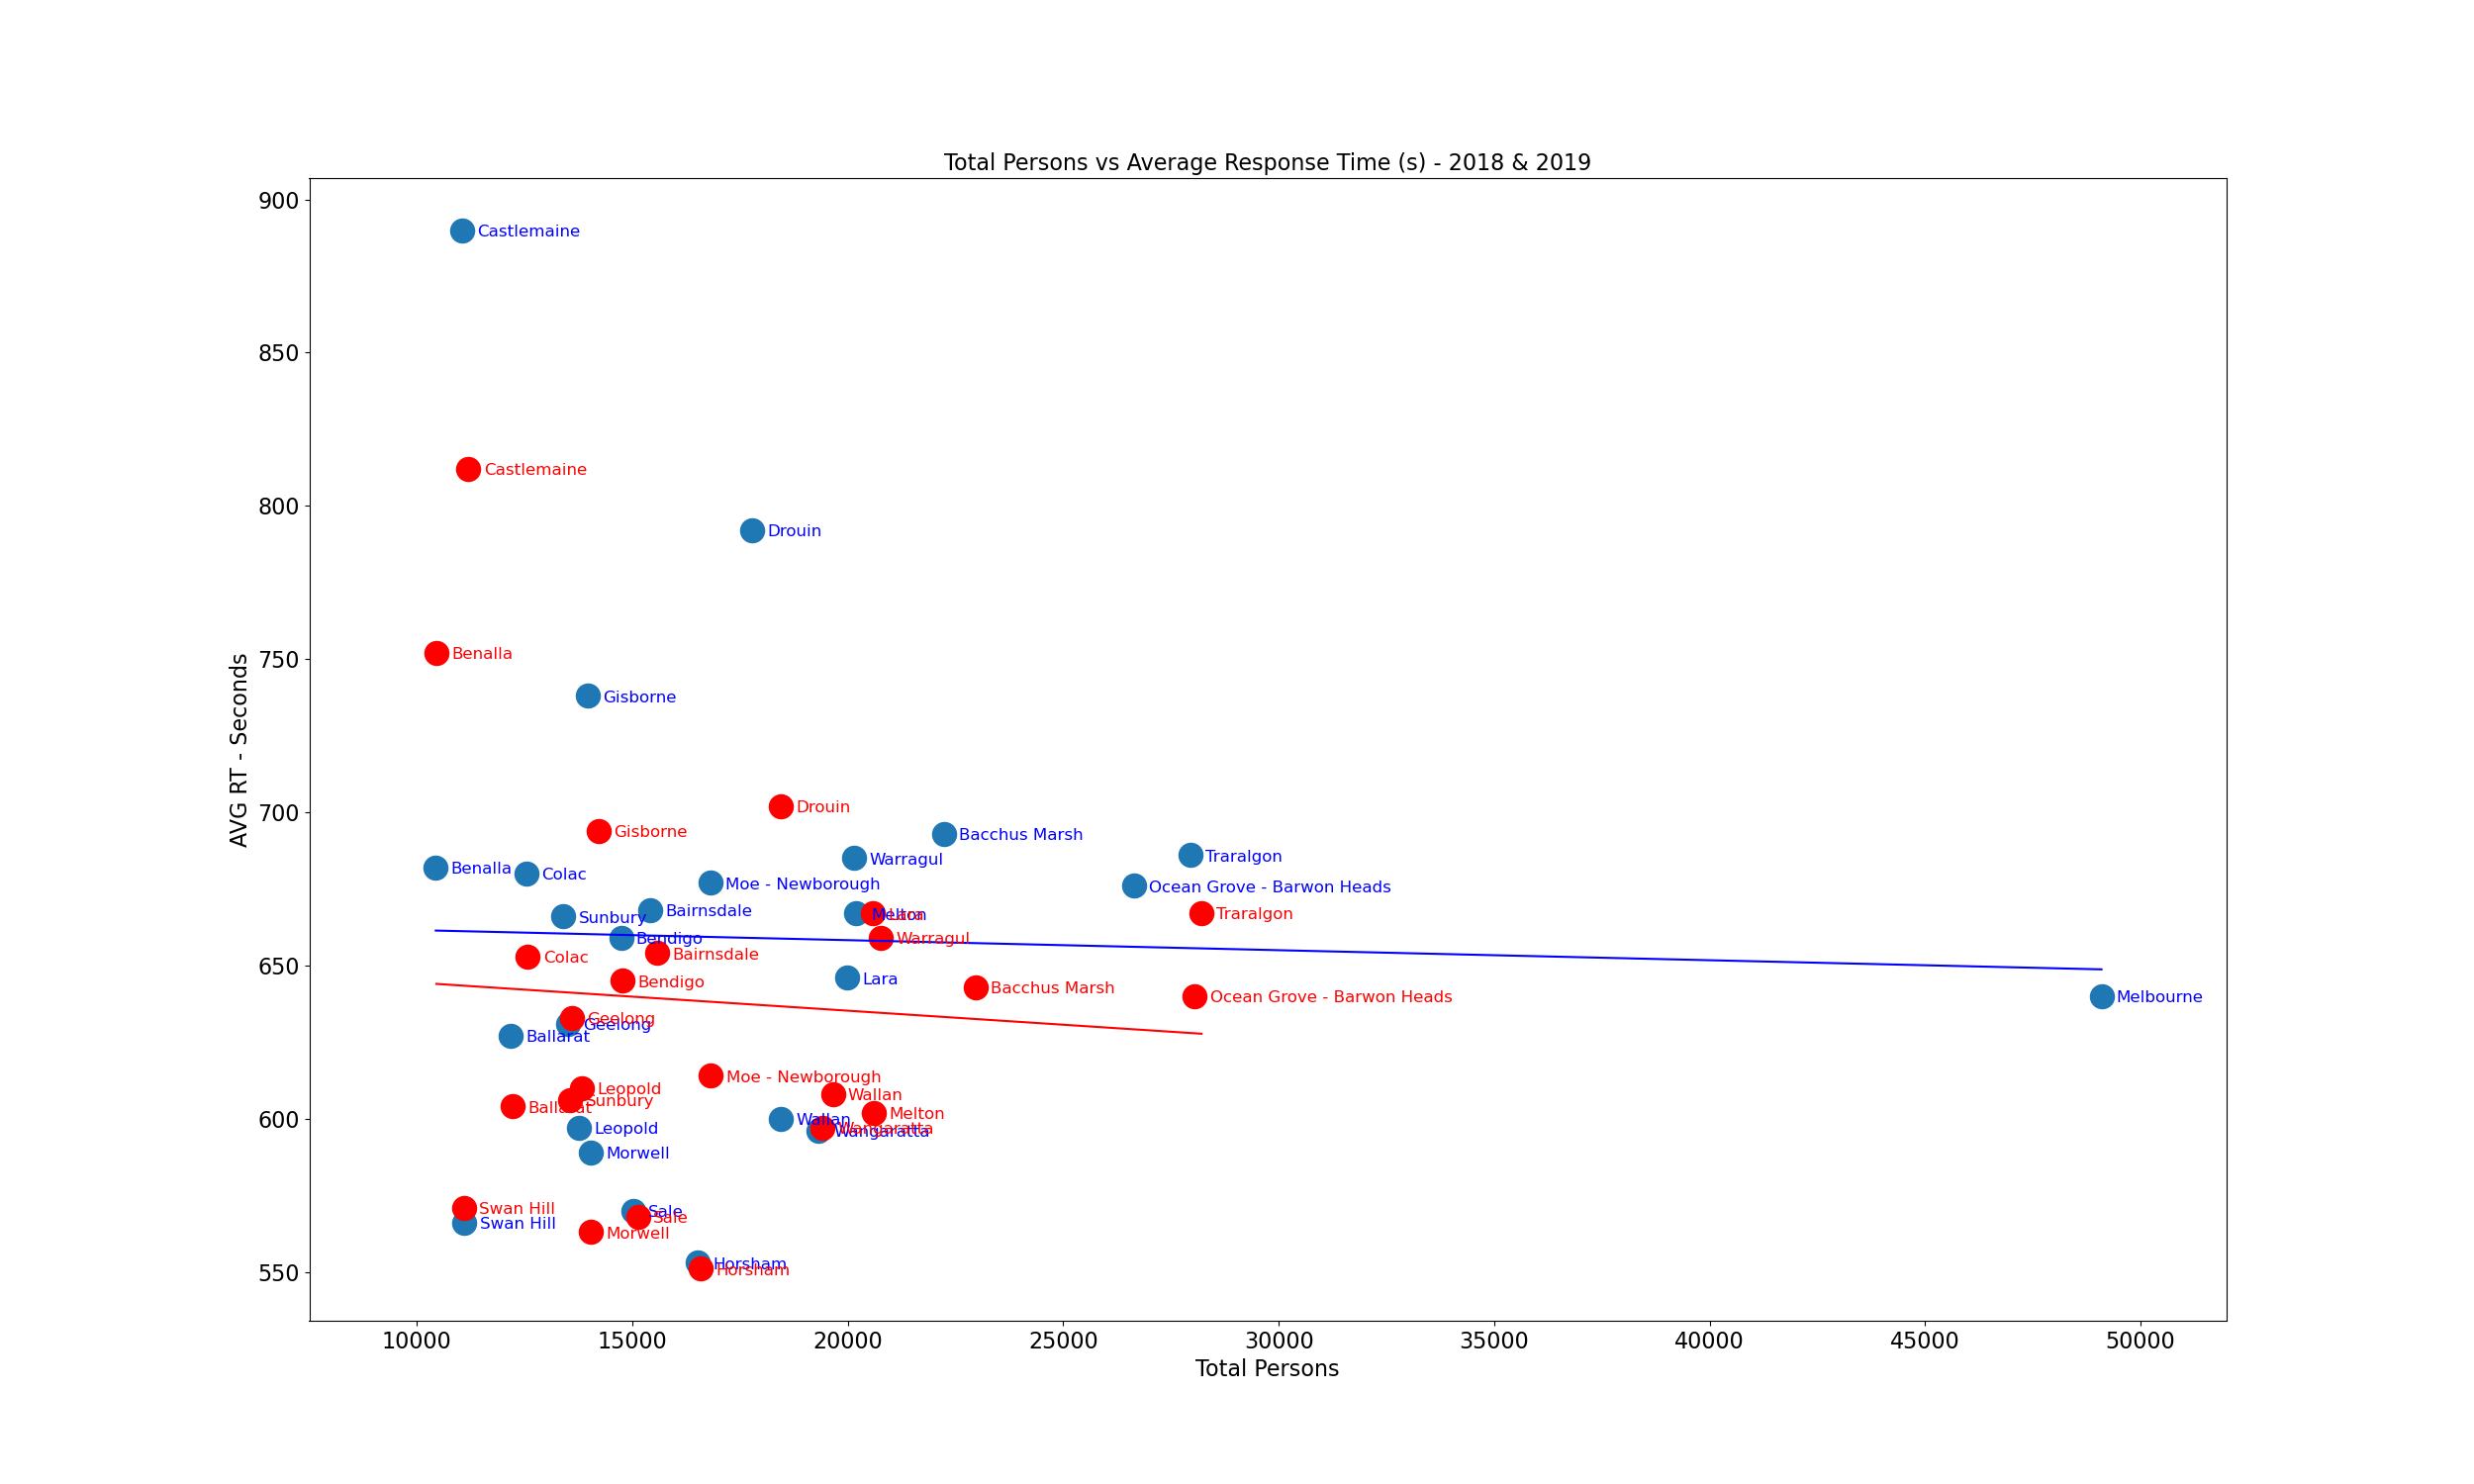 Total Persons vs Average Response Time (s) - 2018 & 2019
900
Castlemaine
850
Castlemaine
800
Drouin
Benalla
750
Gisborne
AVG RT - Seconds
Drouin
700
Gisborne
Bacchus Marsh
Warragul
Traralgon
Benalla
Colac
Moe - Newborough
Ocean Grove - Barwon Heads
Bairnsdale
Sunbury
Melton
Lara
Traralgon
Bendigo
Warragul
Colac
Bairnsdale
650
Lara
Bendigo
Bacchus Marsh
Ocean Grove - Barwon Heads
Melbourne
Geelong
Geelong
Ballarat
Moe - Newborough
Leopold
Wallan
Sunbury
Ballarat
Melton
600
Wallan
Leopold
Wangaratta
Wangaratta
Morwell
Swan Hill
Sale
Swan Hill
Sale
Morwell
Horsham
Horsham
550
10000 15000 20000 25000 30000 35000 40000 45000 50000
Total Persons